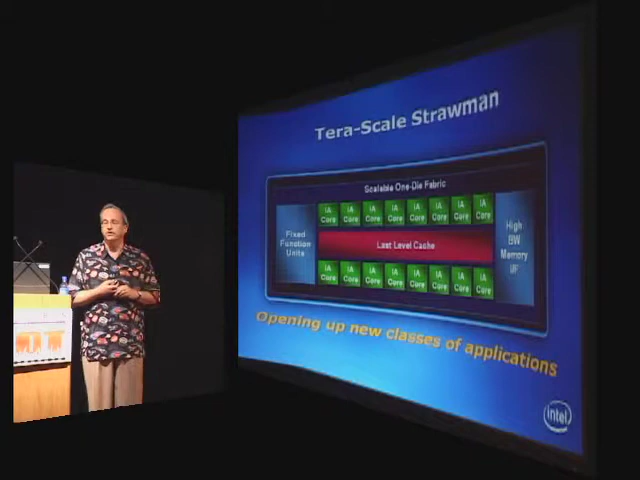 Tera-Scale Strawman
Scalable One-Die Fabric
IA Core IA Core IA Core IA Core IA Core IA Core IA Core IA Core
Fixed
Function
Units
Last Level Cache
High
BW
Memory
I/F
IA Core IA Core IA Core IA Core IA Core IA Core IA Core IA Core
Opening up new classes of applications
intel